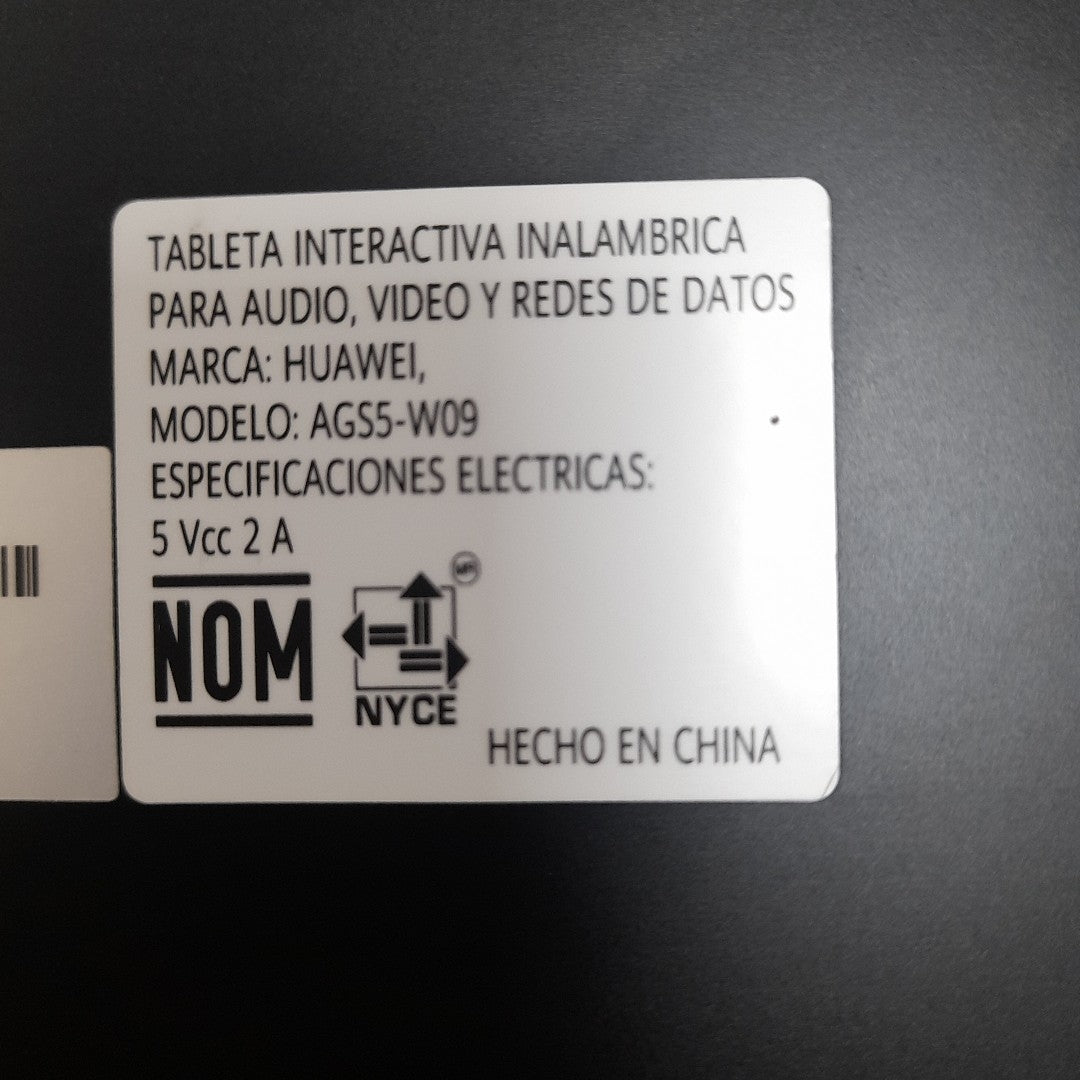 TABLETA INTERACTIVA INALAMBRICA
PARA AUDIO, VIDEO Y REDES DE DATOS
MARCA: HUAWEI,
MODELO: AGS5-W09
ESPECIFICACIONES ELECTRICAS:
5 Vcc 2 A
NOM
NYCE
HECHO EN CHINA